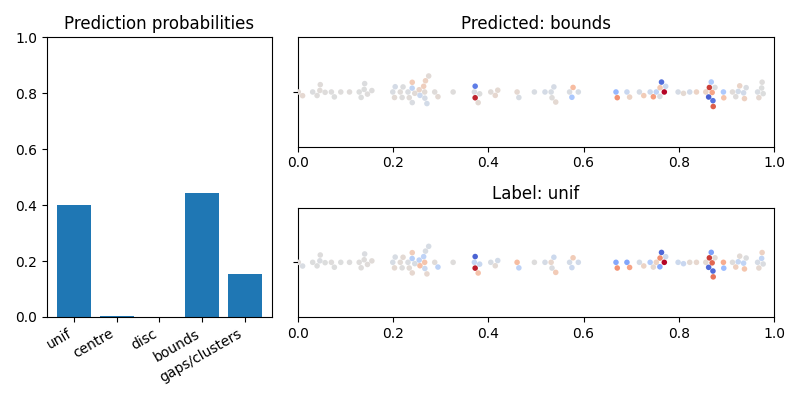 Prediction probabilities
1.0
0.8
0.6
0.4
0.2
0.0
unif
centre
disc
bounds
gaps/clusters
Predicted: bounds
0.0 0.2 0.4 0.6 0.8 1.0
Label: unif
0.0 0.2 0.4 0.6 0.8 1.0